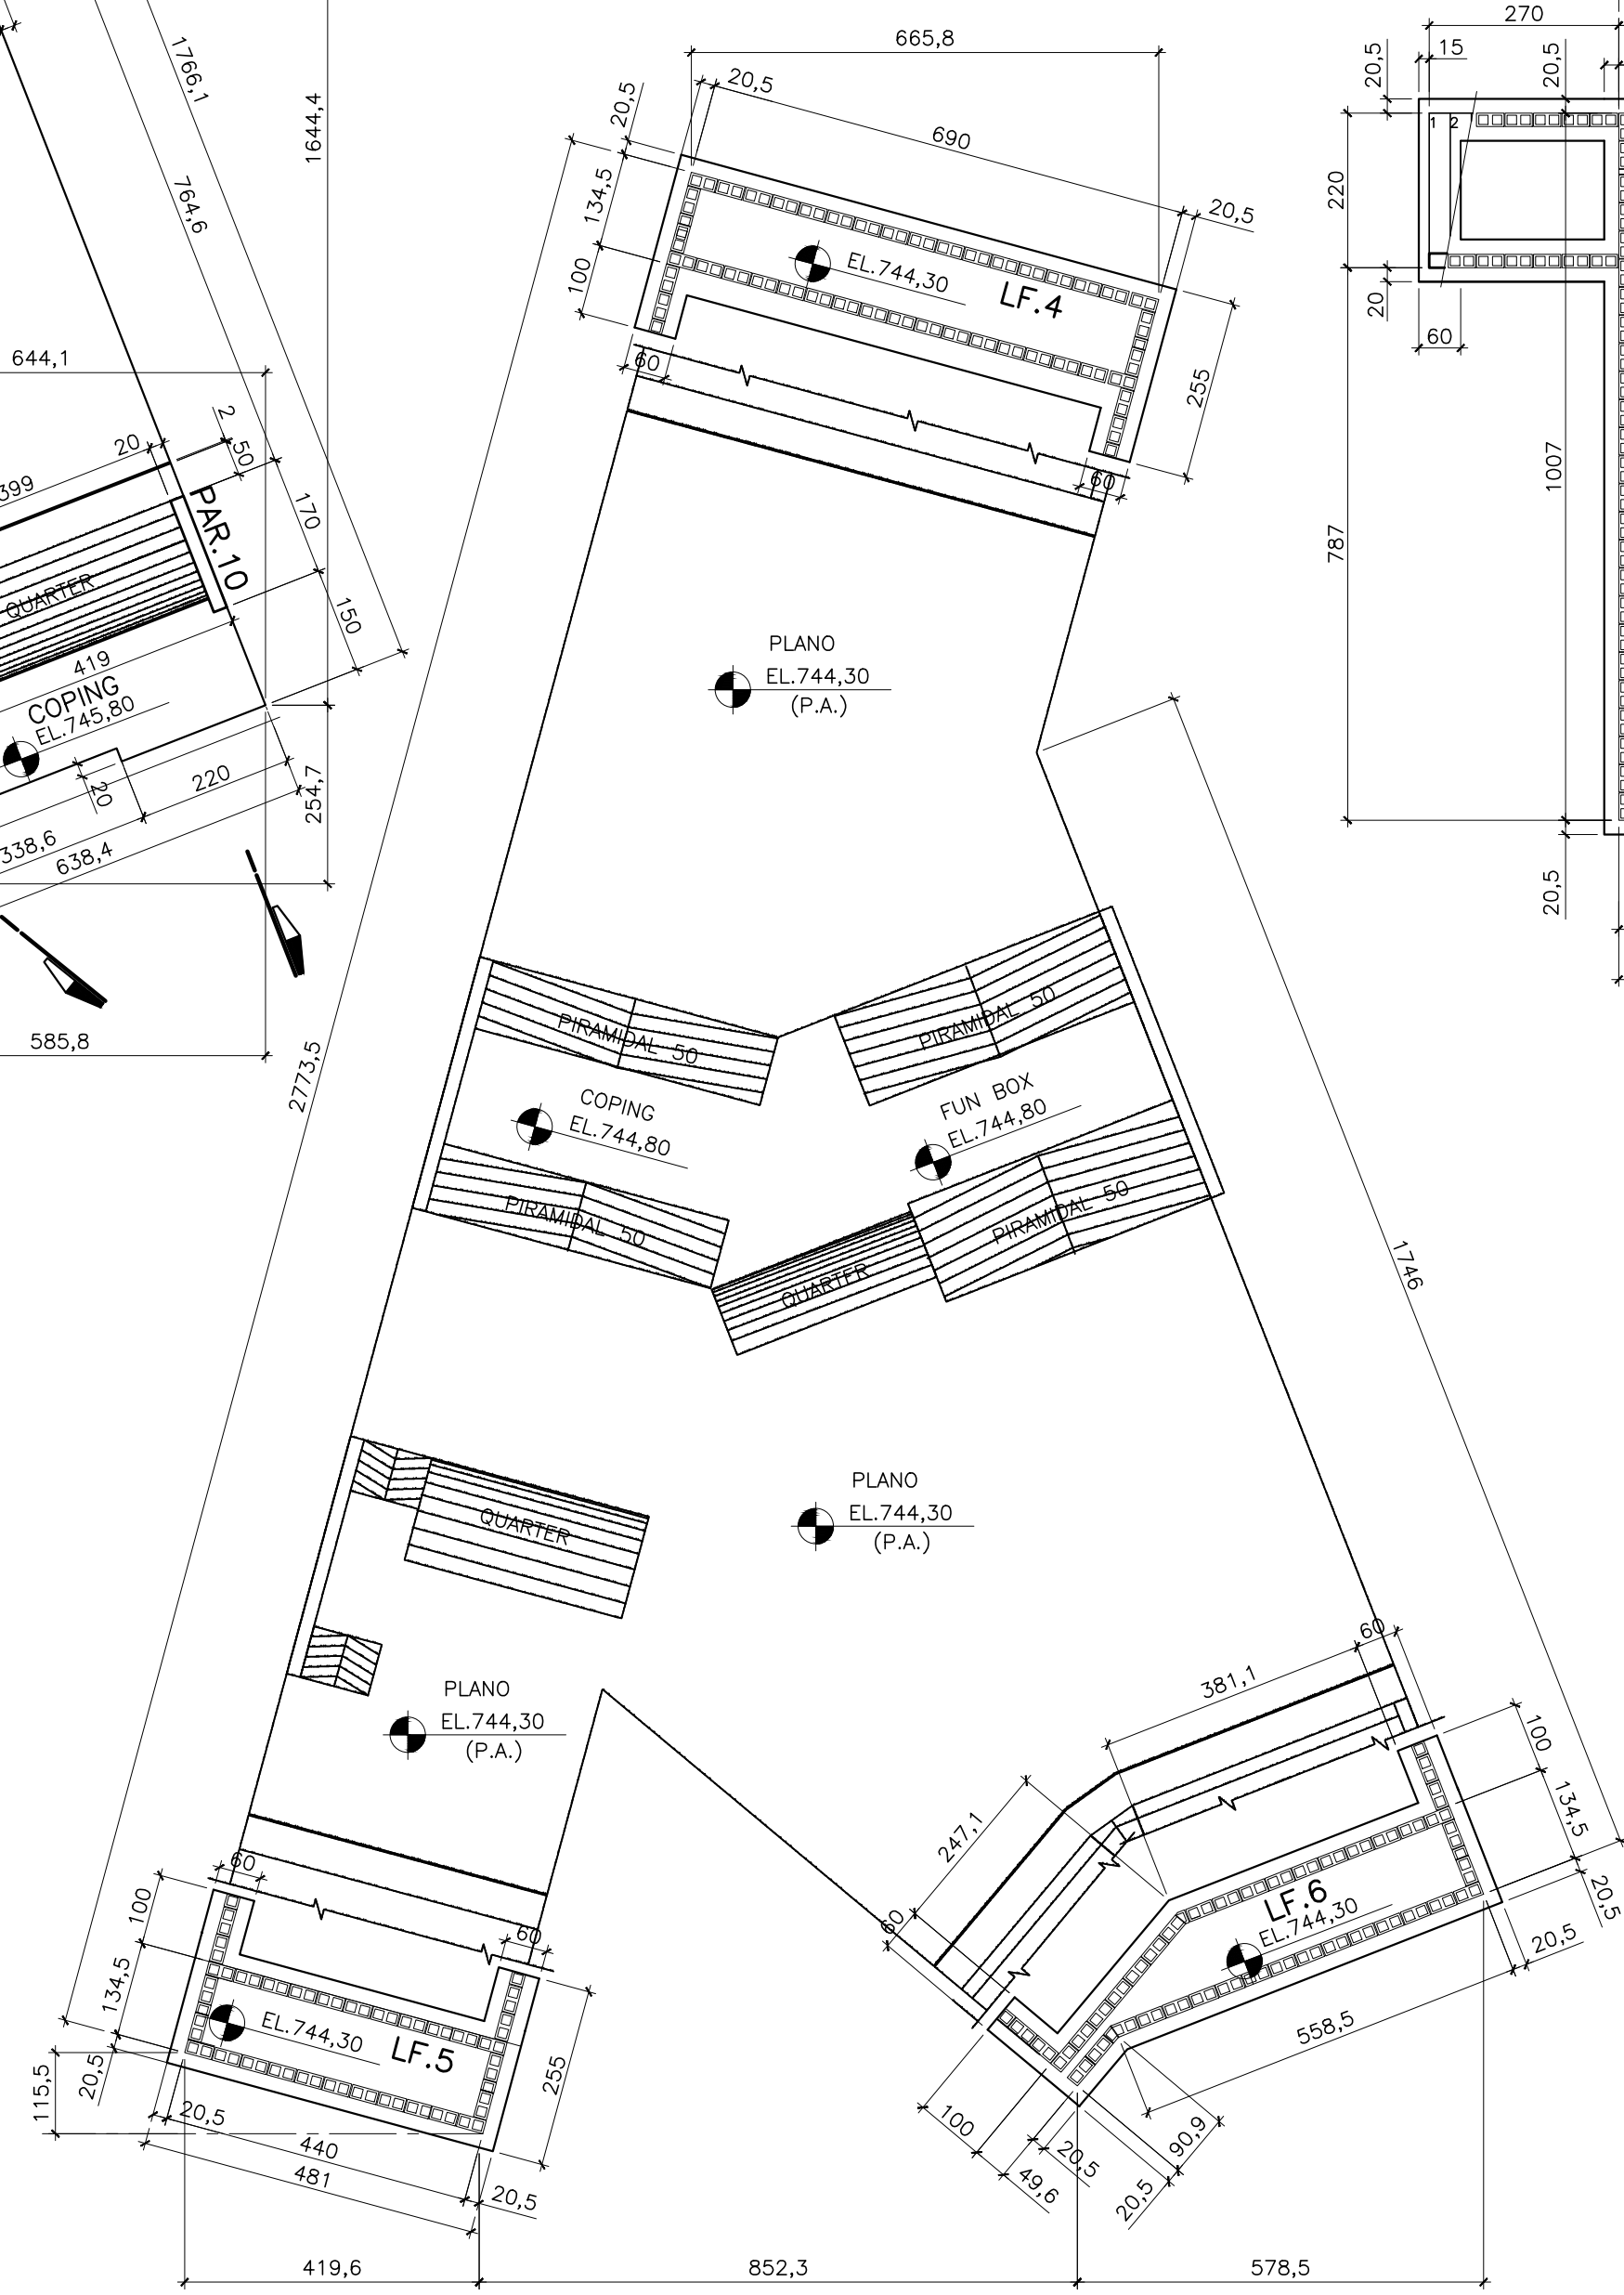 270
665,8
20,5
15
20,5
1766,1
1644,4
20,5
20,5
690
1 2
134,5
764,6
20,5
220
100
EL.744,30
LF.4
20
644,1
60
60
255
2
20
50
60
399
170
PAR.10
1007
787
QUARTER
150
PLANO
419
EL.744,30
(P.A.)
COPING
EL.745,80
220
20
254,7
338,6
638,4
20,5
PIRAMIDAL 50
PIRAMIDAL 50
585,8
2773,5
COPING
EL.744,80
FUN BOX
EL.744,80
PIRAMIDAL 50
PIRAMIDAL 50
QUARTER
1746
PLANO
EL.744,30
(P.A.)
QUARTER
60
381,1
PLANO
EL.744,30
(P.A.)
100
134,5
247,1
60
100
60
LF.6
EL.744,30
20,5
60
20,5
134,5
EL.744,30
LF.5
558,5
255
20,5
115,5
20,5
440
481
20,5
100
49,6
20,5
20,5
90,9
419,6
852,3
578,5